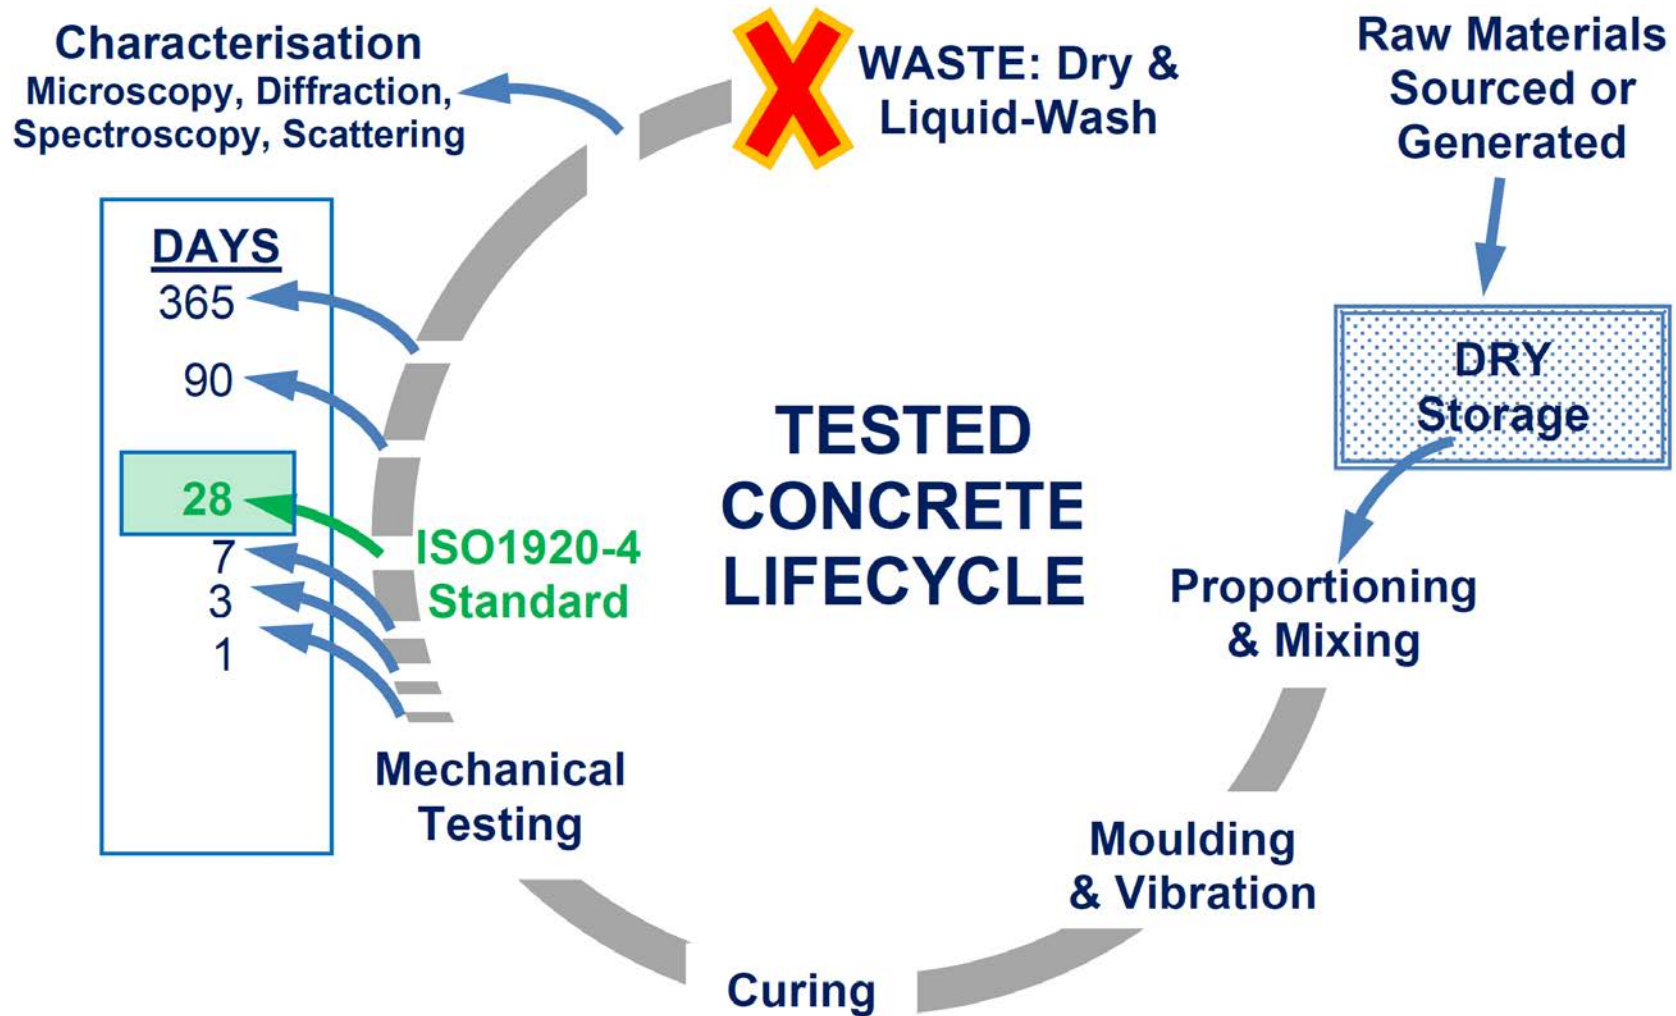 Characterisation
Microscopy, Diffraction,
Spectroscopy, Scattering
WASTE: Dry &
Liquid-Wash
Raw Materials
Sourced or
Generated
DRY
Storage
Proportioning
& Mixing
Moulding
& Vibration
Curing
Mechanical
Testing
DAYS
365
90
28
7
3
1
ISO1920-4
Standard
TESTED
CONCRETE
LIFECYCLE